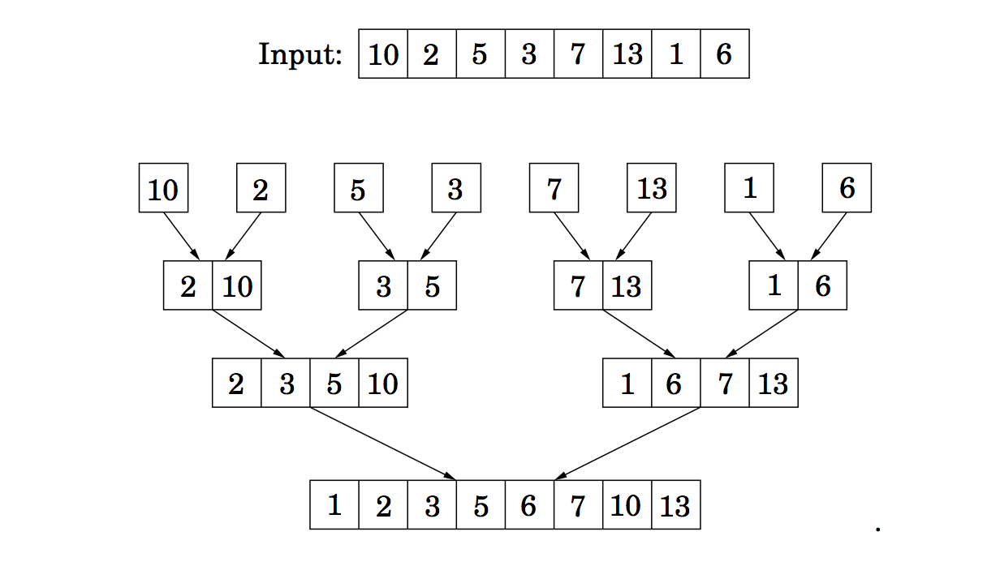 Input: 10 2 5 3 7 13 1 6
10 2 5 3 7 13 1 6
2 10 3 5 7 13 1 6
2 3 5 10 1 6 7 13
1 2 3 5 6 7 10 13
.